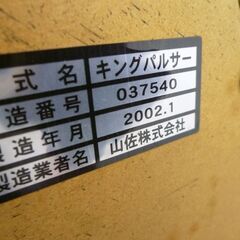 式名 キングパルサー
造番号 037540
製造年月 2002.1
製造業者名 山佐株式会社